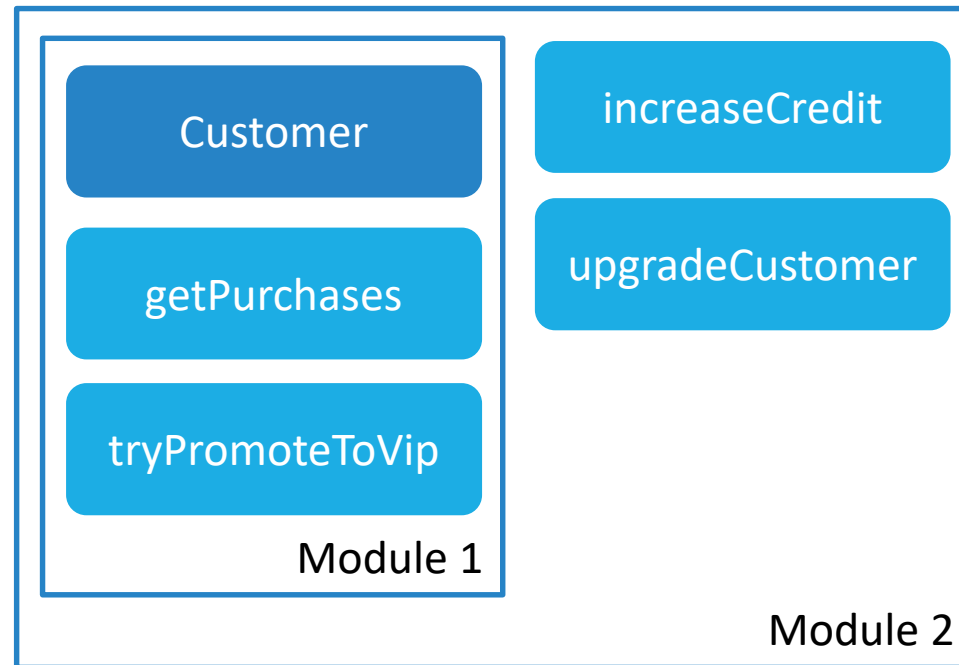 Customer
getPurchases
tryPromoteToVip
Module 1
increaseCredit
upgradeCustomer
Module 2